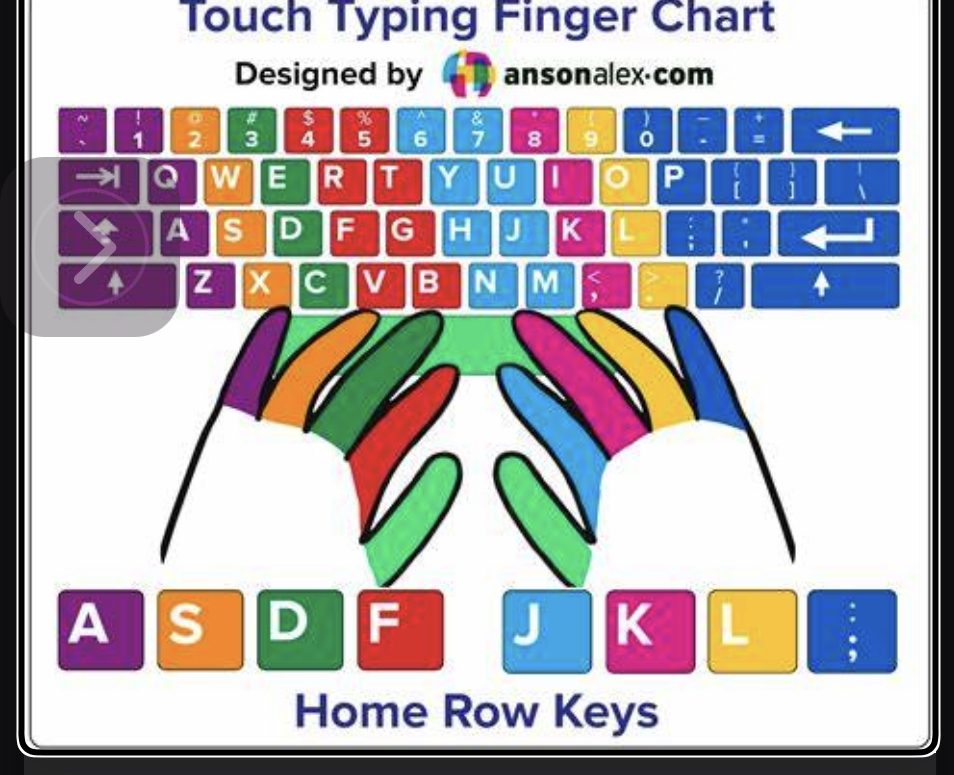 Touch Typing Finger Chart
Designed by ansonalex.com
~ ! @ # $ % ^ & * ( ) — +
` 1 2 3 4 5 6 7 8 9 0 - =
Q W E R T Y U I O P { [ } ] | \
A S D F G H J K L : ; " '
Z X C V B N M < , > . ? /
A S D F J K L : ;
Home Row Keys